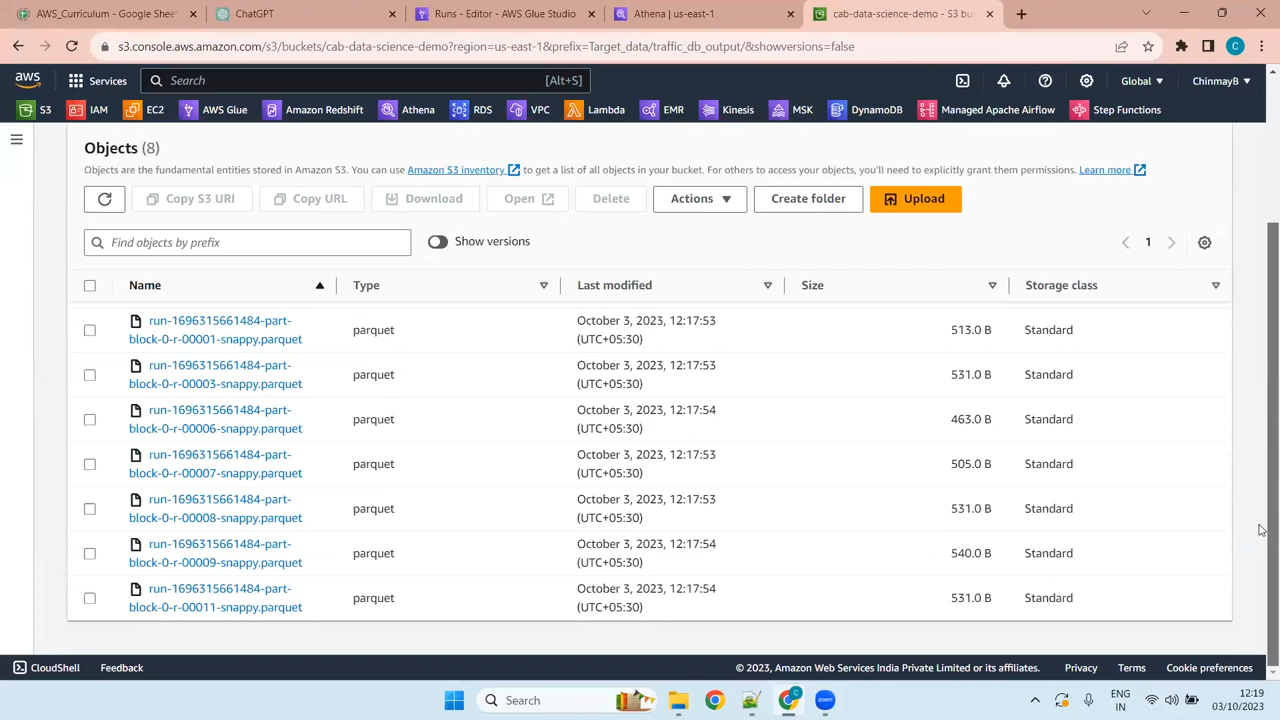 AWS_Curriculum - Google Sheet
ChatGPT
Runs - Editor - AWS Glue Studio
Athena | us-east-1
cab-data-science-demo - S3 bu
s3.console.aws.amazon.com/s3/buckets/cab-data-science-demo?region=us-east-1&prefix=Target_data/traffic_db_output/&showversions=false
C
aws Services Search [Alt+S] Global ChinmayB
S3 IAM EC2 AWS Glue Amazon Redshift Athena RDS VPC Lambda EMR Kinesis MSK DynamoDB Managed Apache Airflow Step Functions
Objects (8)
Objects are the fundamental entities stored in Amazon S3. You can use Amazon S3 inventory to get a list of all objects in your bucket. For others to access your objects, you'll need to explicitly grant them permissions. Learn more
Copy S3 URI Copy URL Download Open Delete Actions Create folder Upload
Find objects by prefix Show versions 1
Name Type Last modified Size Storage class
run-1696315661484-part-
block-0-r-00001-snappy.parquet
parquet
October 3, 2023, 12:17:53
(UTC+05:30)
513.0 B
Standard
run-1696315661484-part-
block-0-r-00003-snappy.parquet
parquet
October 3, 2023, 12:17:53
(UTC+05:30)
531.0 B
Standard
run-1696315661484-part-
block-0-r-00006-snappy.parquet
parquet
October 3, 2023, 12:17:54
(UTC+05:30)
463.0 B
Standard
run-1696315661484-part-
block-0-r-00007-snappy.parquet
parquet
October 3, 2023, 12:17:53
(UTC+05:30)
505.0 B
Standard
run-1696315661484-part-
block-0-r-00008-snappy.parquet
parquet
October 3, 2023, 12:17:53
(UTC+05:30)
531.0 B
Standard
run-1696315661484-part-
block-0-r-00009-snappy.parquet
parquet
October 3, 2023, 12:17:54
(UTC+05:30)
540.0 B
Standard
run-1696315661484-part-
block-0-r-00011-snappy.parquet
parquet
October 3, 2023, 12:17:54
(UTC+05:30)
531.0 B
Standard
CloudShell Feedback © 2023, Amazon Web Services India Private Limited or its affiliates. Privacy Terms Cookie preferences
Search
C
zoom
ENG
IN
12:19
03/10/2023